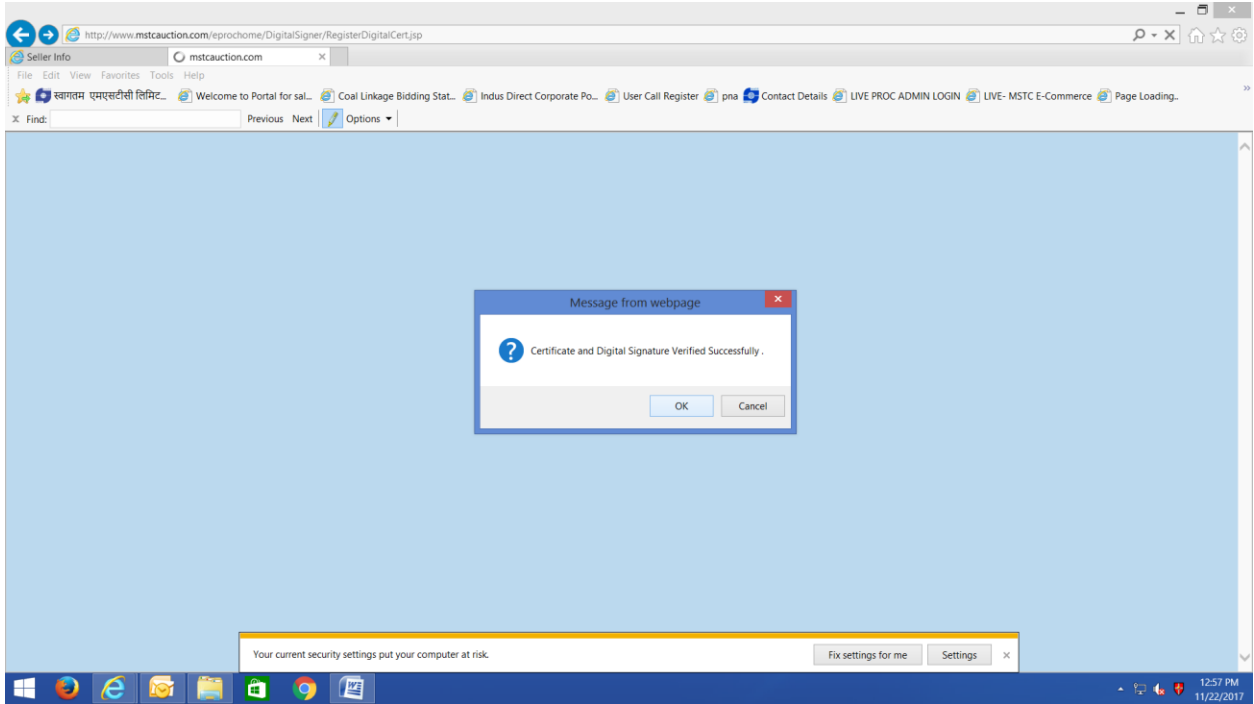 http://www.mstcauction.com/eprochome/DigitalSigner/RegisterDigitalCert.jsp
Seller Info mstcauction.com
File Edit View Favorites Tools Help
स्वागतम एमएसटीसी लिमिट... Welcome to Portal for sal... Coal Linkage Bidding Stat... Indus Direct Corporate Po... User Call Register pna Contact Details LIVE PROC ADMIN LOGIN LIVE- MSTC E-Commerce Page Loading..
x Find: Previous Next Options
Message from webpage
Certificate and Digital Signature Verified Successfully .
OK Cancel
Your current security settings put your computer at risk. Fix settings for me Settings
12:57 PM
11/22/2017